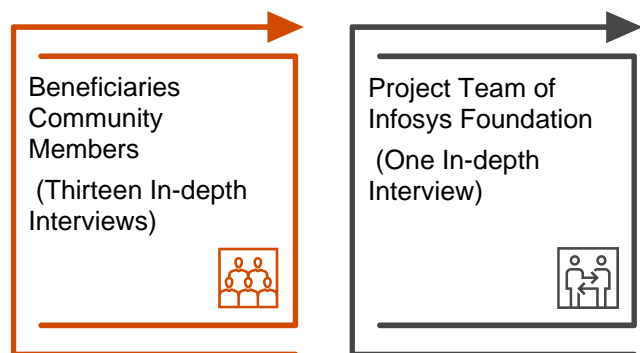 Beneficiaries
Community
Members
(Thirteen In-depth
Interviews)
Project Team of
Infosys Foundation
(One In-depth
Interview)